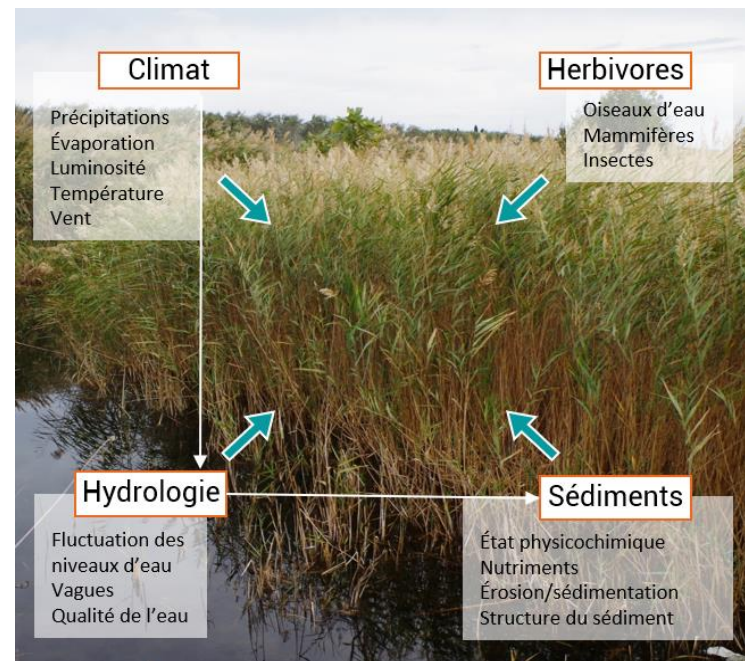 Climat
Précipitations
Évaporation
Luminosité
Température
Vent
Herbivores
Oiseaux d'eau
Mammifères
Insectes
Hydrologie
Fluctuation des
niveaux d'eau
Vagues
Qualité de l'eau
Sédiments
État physicochimique
Nutriments
Érosion/sédimentation
Structure du sédiment